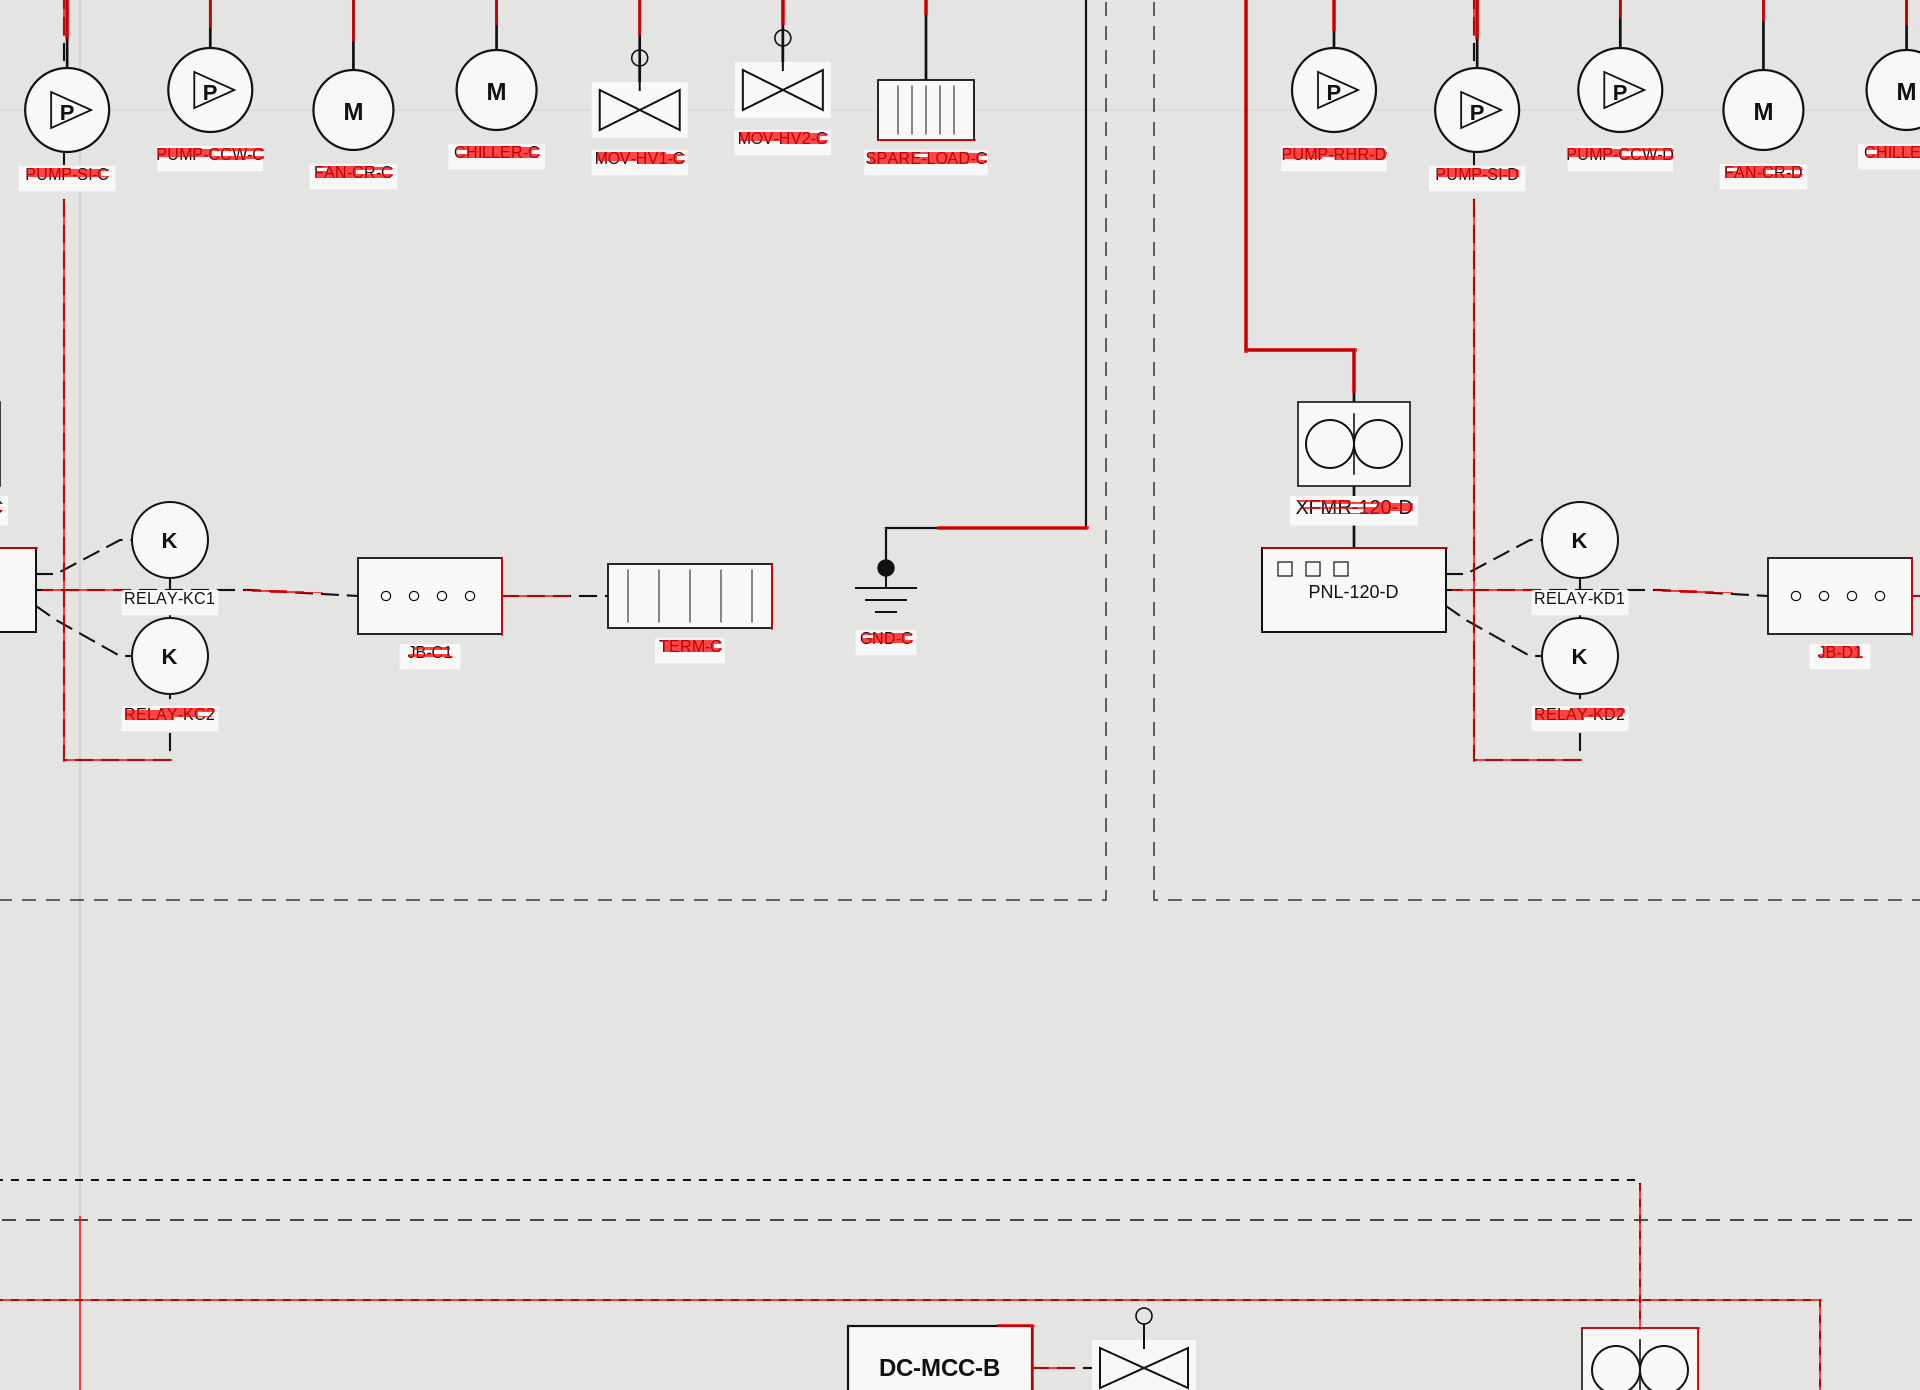 P
P
M
M
P
P
P
M
M
PUMP-SI-C
PUMP-CCW-C
FAN-CR-C
CHILLER-C
MOV-HV1-C
MOV-HV2-C
SPARE-LOAD-C
PUMP-RHR-D
PUMP-SI-D
PUMP-CCW-D
FAN-CR-D
CHILLE
XFMR-120-D
K
RELAY-KC1
K
RELAY-KC2
JB-C1
TERM-C
GND-C
PNL-120-D
K
RELAY-KD1
K
RELAY-KD2
JB-D1
DC-MCC-B